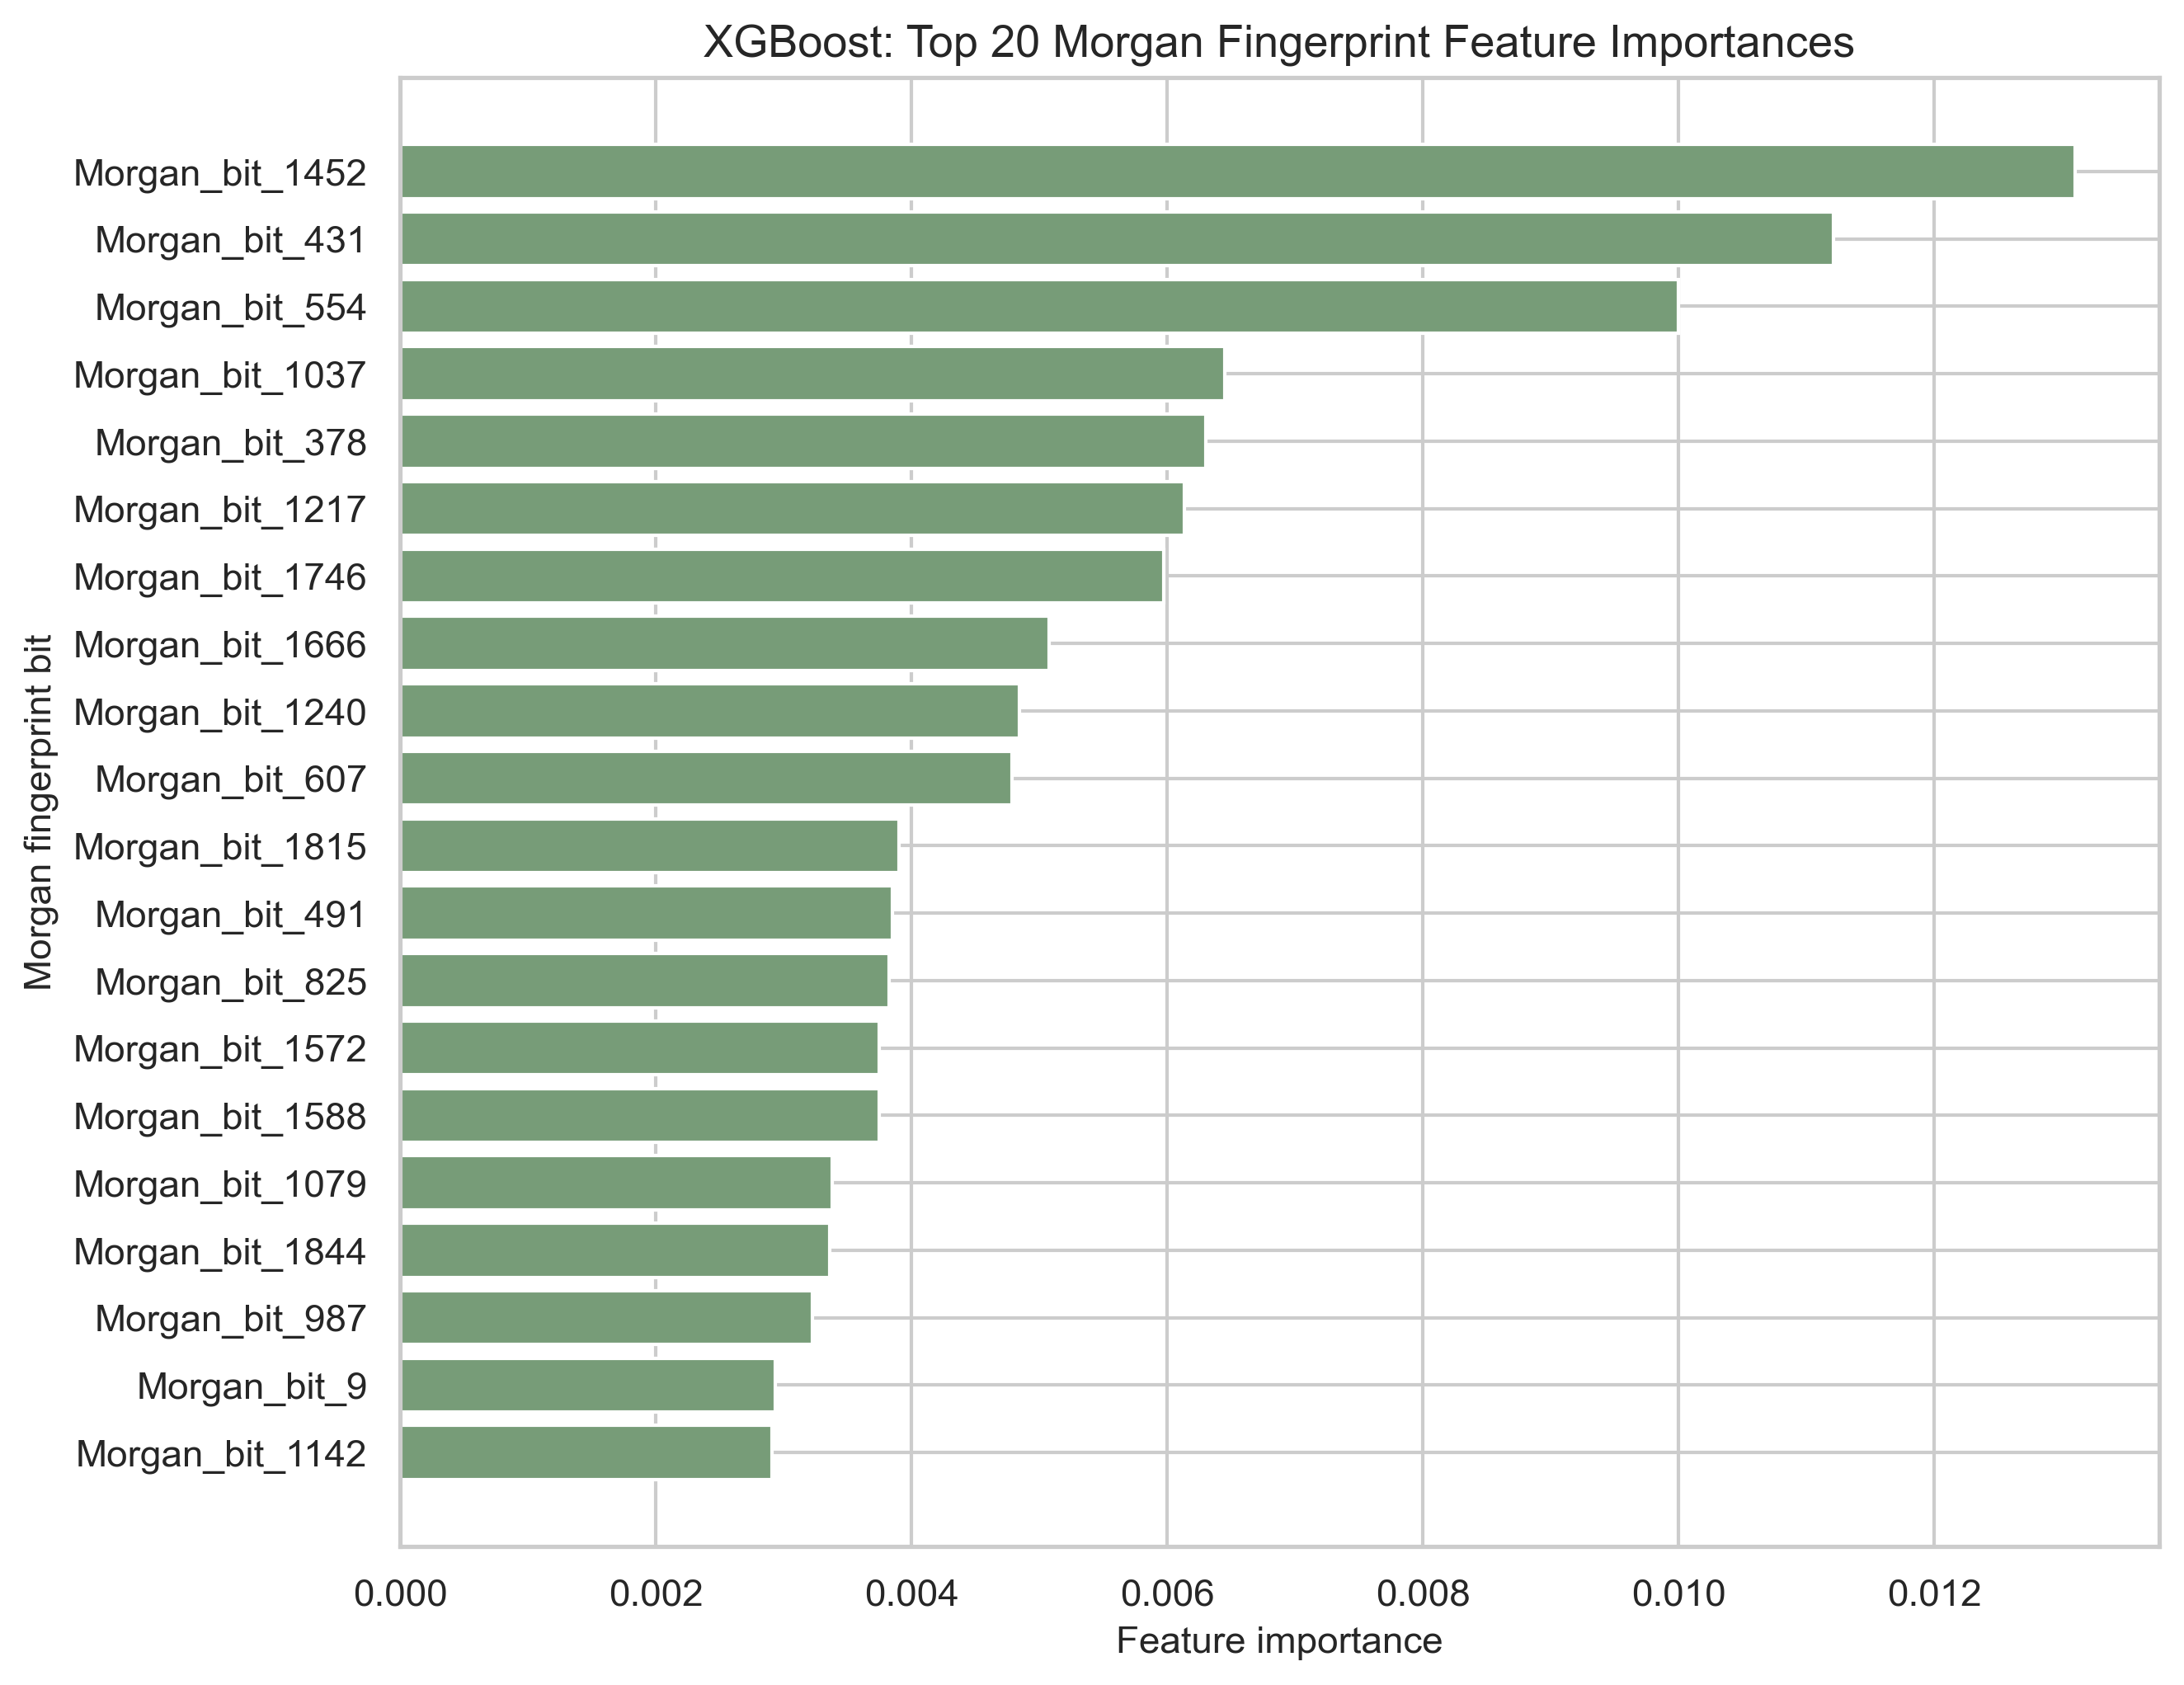 XGBoost: Top 20 Morgan Fingerprint Feature Importances
Morgan fingerprint bit
Morgan_bit_1452
Morgan_bit_431
Morgan_bit_554
Morgan_bit_1037
Morgan_bit_378
Morgan_bit_1217
Morgan_bit_1746
Morgan_bit_1666
Morgan_bit_1240
Morgan_bit_607
Morgan_bit_1815
Morgan_bit_491
Morgan_bit_825
Morgan_bit_1572
Morgan_bit_1588
Morgan_bit_1079
Morgan_bit_1844
Morgan_bit_987
Morgan_bit_9
Morgan_bit_1142
0.000 0.002 0.004 0.006 0.008 0.010 0.012
Feature importance